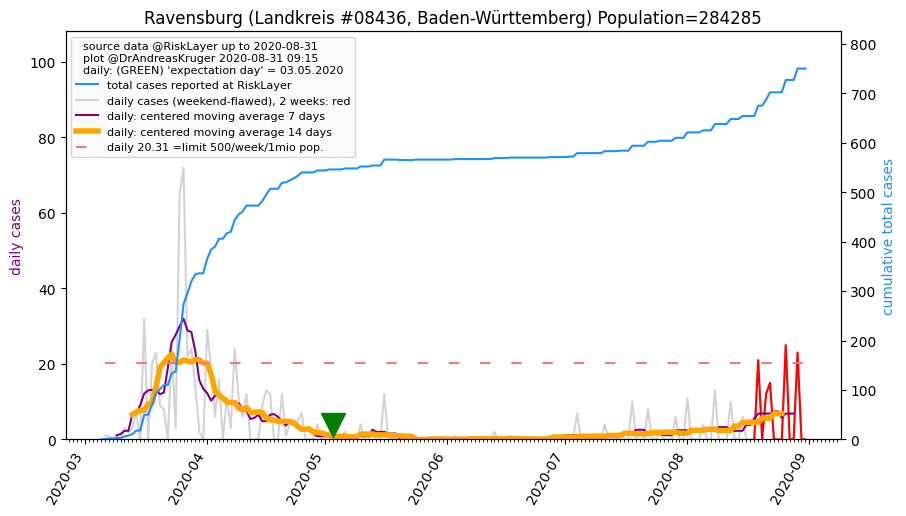 Ravensburg (Landkreis #08436, Baden-Württemberg) Population=284285
source data @RiskLayer up to 2020-08-31
plot @DrAndreasKruger 2020-08-31 09:15
daily: (GREEN) 'expectation day' = 03.05.2020
total cases reported at RiskLayer
daily cases (weekend-flawed), 2 weeks: red
daily: centered moving average 7 days
daily: centered moving average 14 days
daily 20.31 =limit 500/week/1mio pop.
daily cases
100
80
60
40
20
0
cumulative total cases
800
700
600
500
400
300
200
100
0
2020-03
2020-04
2020-05
2020-06
2020-07
2020-08
2020-09